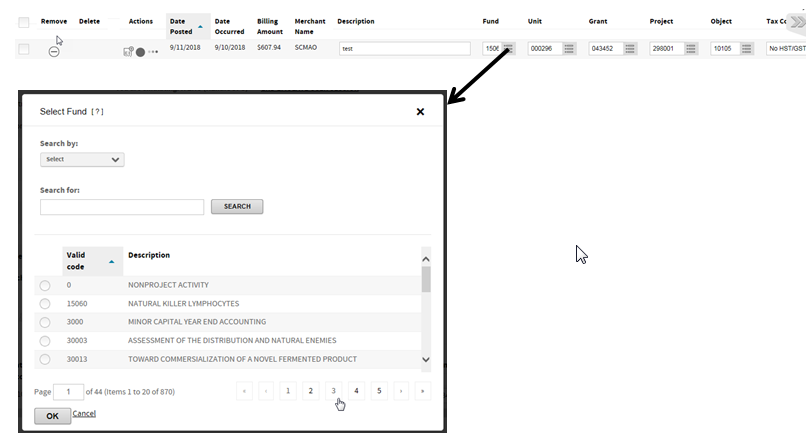 Remove Delete Actions Date Posted Date Occurred Billing Amount Merchant Name Description Fund Unit Grant Project Object Tax Co
9/11/2018 9/10/2018 $607.94 SCMAO test 1506 000296 043452 298001 10105 No HST/GST
Select Fund [?]
Search by:
Select
Search for:
SEARCH
Valid code Description
0 NONPROJECT ACTIVITY
15060 NATURAL KILLER LYMPHOCYTES
3000 MINOR CAPITAL YEAR END ACCOUNTING
30003 ASSESSMENT OF THE DISTRIBUTION AND NATURAL ENEMIES
30013 TOWARD COMMERSIALIZATION OF A NOVEL FERMENTED PRODUCT
Page 1 of 44 (Items 1 to 20 of 870) « ‹ 1 2 3 4 5 › »
OK Cancel